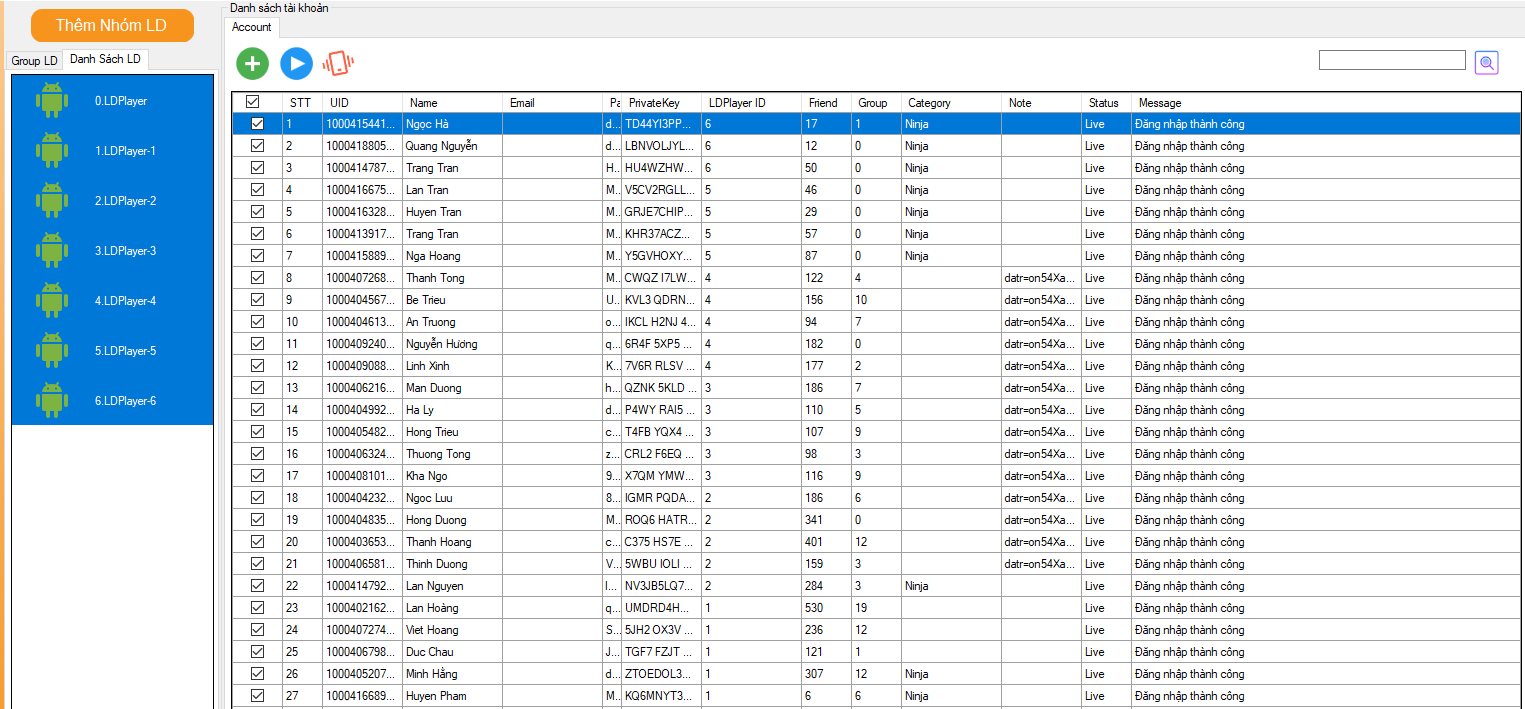 Thêm Nhóm LD
Group LD Danh Sách LD
0.LDPlayer
1.LDPlayer-1
2.LDPlayer-2
3.LDPlayer-3
4.LDPlayer-4
5.LDPlayer-5
6.LDPlayer-6
Danh sách tài khoản
Account
STT UID Name Email Pa PrivateKey LDPlayer ID Friend Group Category Note Status Message
1 1000415441... Ngọc Hà d... TD44YI3PP... 6 17 1 Ninja Live Đăng nhập thành công
2 1000418805... Quang Nguyễn d... LBNVOLJYL... 6 12 0 Ninja Live Đăng nhập thành công
3 1000414787... Trang Tran H... HU4WZHW... 6 50 0 Ninja Live Đăng nhập thành công
4 1000416675... Lan Tran M... V5CV2RGLL... 5 46 0 Ninja Live Đăng nhập thành công
5 1000416328... Huyen Tran M... GRJE7CHIP... 5 29 0 Ninja Live Đăng nhập thành công
6 1000413917... Trang Tran M... KHR37ACZ... 5 57 0 Ninja Live Đăng nhập thành công
7 1000415889... Nga Hoang M... Y5GVHOXY... 5 87 0 Ninja Live Đăng nhập thành công
8 1000407268... Thanh Tong M... CWQZ I7LW... 4 122 4 datr=on54Xa... Live Đăng nhập thành công
9 1000404567... Be Trieu U... KVL3 QDRN... 4 156 10 datr=on54Xa... Live Đăng nhập thành công
10 1000404613... An Truong o... IKCL H2NJ 4... 4 94 7 datr=on54Xa... Live Đăng nhập thành công
11 1000409240... Nguyễn Hương q... 6R4F 5XP5 ... 4 182 0 datr=on54Xa... Live Đăng nhập thành công
12 1000409088... Linh Xinh K... 7V6R RLSV ... 4 177 2 datr=on54Xa... Live Đăng nhập thành công
13 1000406216... Man Duong h... QZNK 5KLD ... 3 186 7 datr=on54Xa... Live Đăng nhập thành công
14 1000404992... Ha Ly d... P4WY RAI5 ... 3 110 5 datr=on54Xa... Live Đăng nhập thành công
15 1000405482... Hong Trieu c... T4FB YQX4 ... 3 107 9 datr=on54Xa... Live Đăng nhập thành công
16 1000406324... Thuong Tong z... CRL2 F6EQ ... 3 98 3 datr=on54Xa... Live Đăng nhập thành công
17 1000408101... Kha Ngo 9... X7QM YMW... 3 116 9 datr=on54Xa... Live Đăng nhập thành công
18 1000404232... Ngoc Luu 8... IGMR PQDA... 2 186 6 datr=on54Xa... Live Đăng nhập thành công
19 1000404835... Hong Duong M... ROQ6 HATR... 2 341 0 datr=on54Xa... Live Đăng nhập thành công
20 1000403653... Thanh Hoang c... C375 HS7E ... 2 401 12 datr=on54Xa... Live Đăng nhập thành công
21 1000406581... Thinh Duong V... 5WBU IOLI ... 2 159 3 datr=on54Xa... Live Đăng nhập thành công
22 1000414792... Lan Nguyen l... NV3JB5LQ7... 2 284 3 Ninja Live Đăng nhập thành công
23 1000402162... Lan Hoàng q... UMDRD4H... 1 530 19 Live Đăng nhập thành công
24 1000407274... Viet Hoang S... 5JH2 OX3V ... 1 236 12 Live Đăng nhập thành công
25 1000406798... Duc Chau J... TGF7 FZJT ... 1 121 1 Live Đăng nhập thành công
26 1000405207... Minh Hằng d... ZTOEDOL3... 1 307 12 Ninja Live Đăng nhập thành công
27 1000416689... Huyen Pham M... KQ6MNYT3... 1 6 6 Ninja Live Đăng nhập thành công